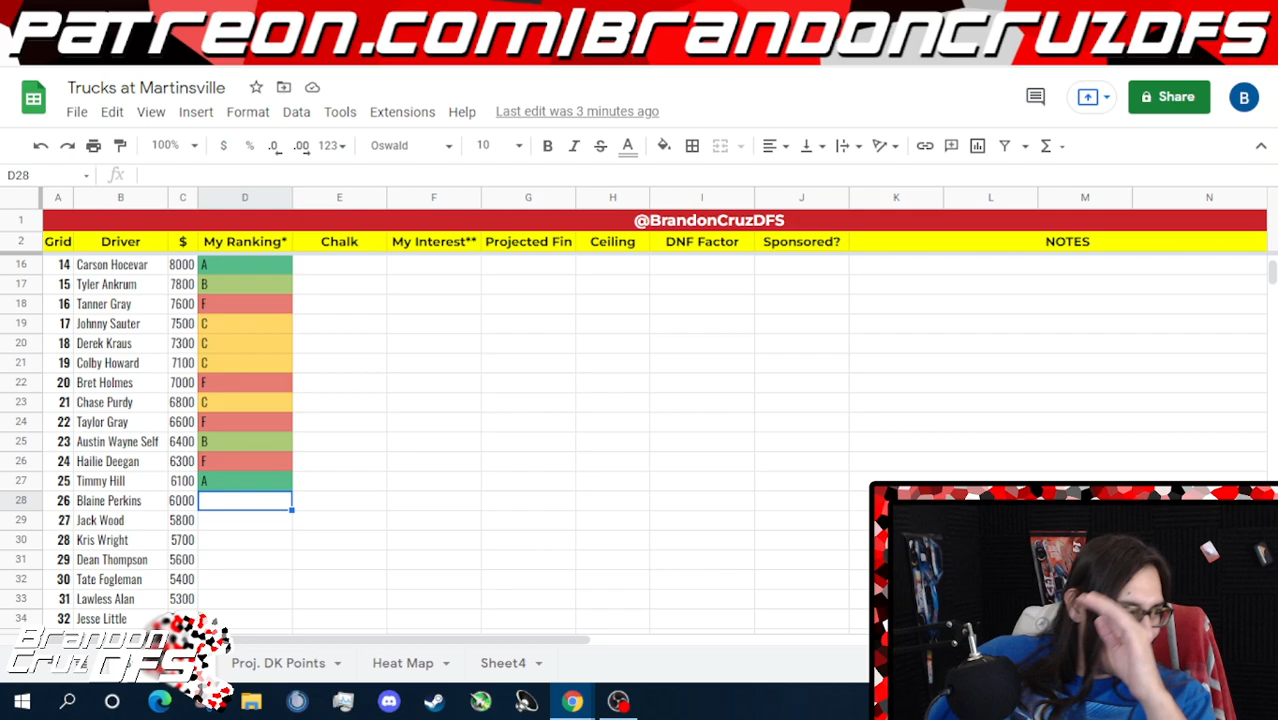 Patreon.com/BrandonCruzDFS
Trucks at Martinsville
File Edit View Insert Format Data Tools Extensions Help Last edit was 3 minutes ago
Share
B
100% $ % .0 .00 123 Oswald 10 B I S A
D28 fx
A B C D E F G H I J K L M N
1 @BrandonCruzDFS
2 Grid Driver $ My Ranking* Chalk My Interest** Projected Fin Ceiling DNF Factor Sponsored? NOTES
16 14 Carson Hocevar 8000 A
17 15 Tyler Ankrum 7800 B
18 16 Tanner Gray 7600 F
19 17 Johnny Sauter 7500 C
20 18 Derek Kraus 7300 C
21 19 Colby Howard 7100 C
22 20 Bret Holmes 7000 F
23 21 Chase Purdy 6800 C
24 22 Taylor Gray 6600 F
25 23 Austin Wayne Self 6400 B
26 24 Hailie Deegan 6300 F
27 25 Timmy Hill 6100 A
28 26 Blaine Perkins 6000
29 27 Jack Wood 5800
30 28 Kris Wright 5700
31 29 Dean Thompson 5600
32 30 Tate Fogleman 5400
33 31 Lawless Alan 5300
34 32 Jesse Little
Brandon
CruzDFS
Proj. DK Points Heat Map Sheet4